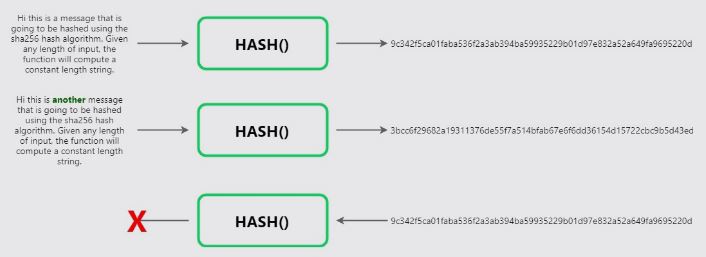 Hi this is a message that is
going to be hashed using the
sha256 hash algorithm. Given
any length of input, the
function will compute a
constant length string.
HASH()
9c342f5ca01faba536f2a3ab394ba59935229b01d97e832a52a649fa9695220d
Hi this is another message
that is going to be hashed
using the sha256 hash
algorithm. Given any length
of input, the function will
compute a constant length
string.
HASH()
3bcc6f29682a19311376de55f7a514bfab67e6f6dd36154d15722cbc9b5d43ed
X
HASH()
9c342f5ca01faba536f2a3ab394ba59935229b01d97e832a52a649fa9695220d